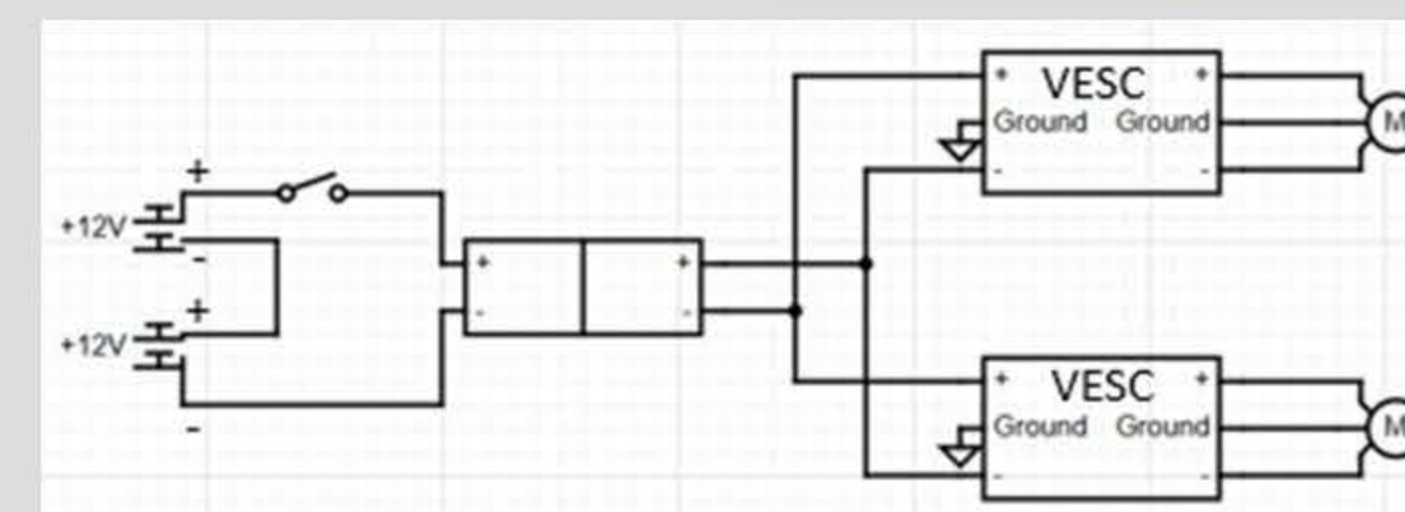 + VESC +
Ground Ground
- -
M
+
+12V
-
+ +
- -
+
+12V
-
+ VESC +
Ground Ground
- -
M